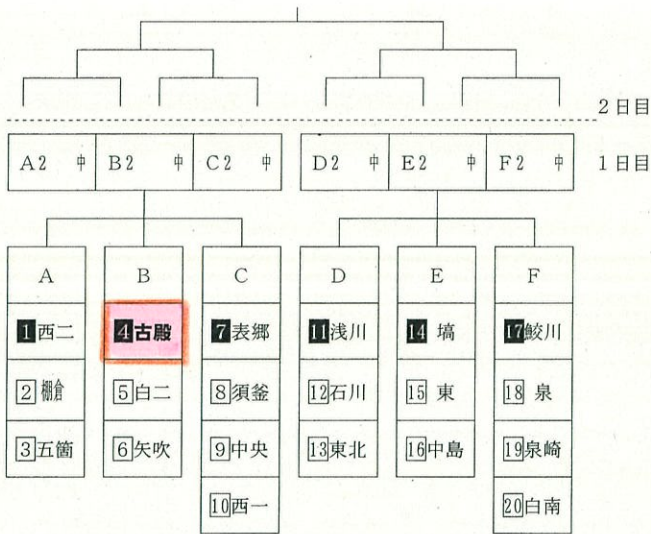 2日目
A2 中 B2 中 C2 中 D2 中 E2 中 F2 中 1日目
A B C D E F
1西二 4古殿 7表郷 11浅川 14塙 17鮫川
2棚倉 5白二 8須釜 12石川 15東 18泉
3五箇 6矢吹 9中央 13東北 16中島 19泉崎
10西一 20白南